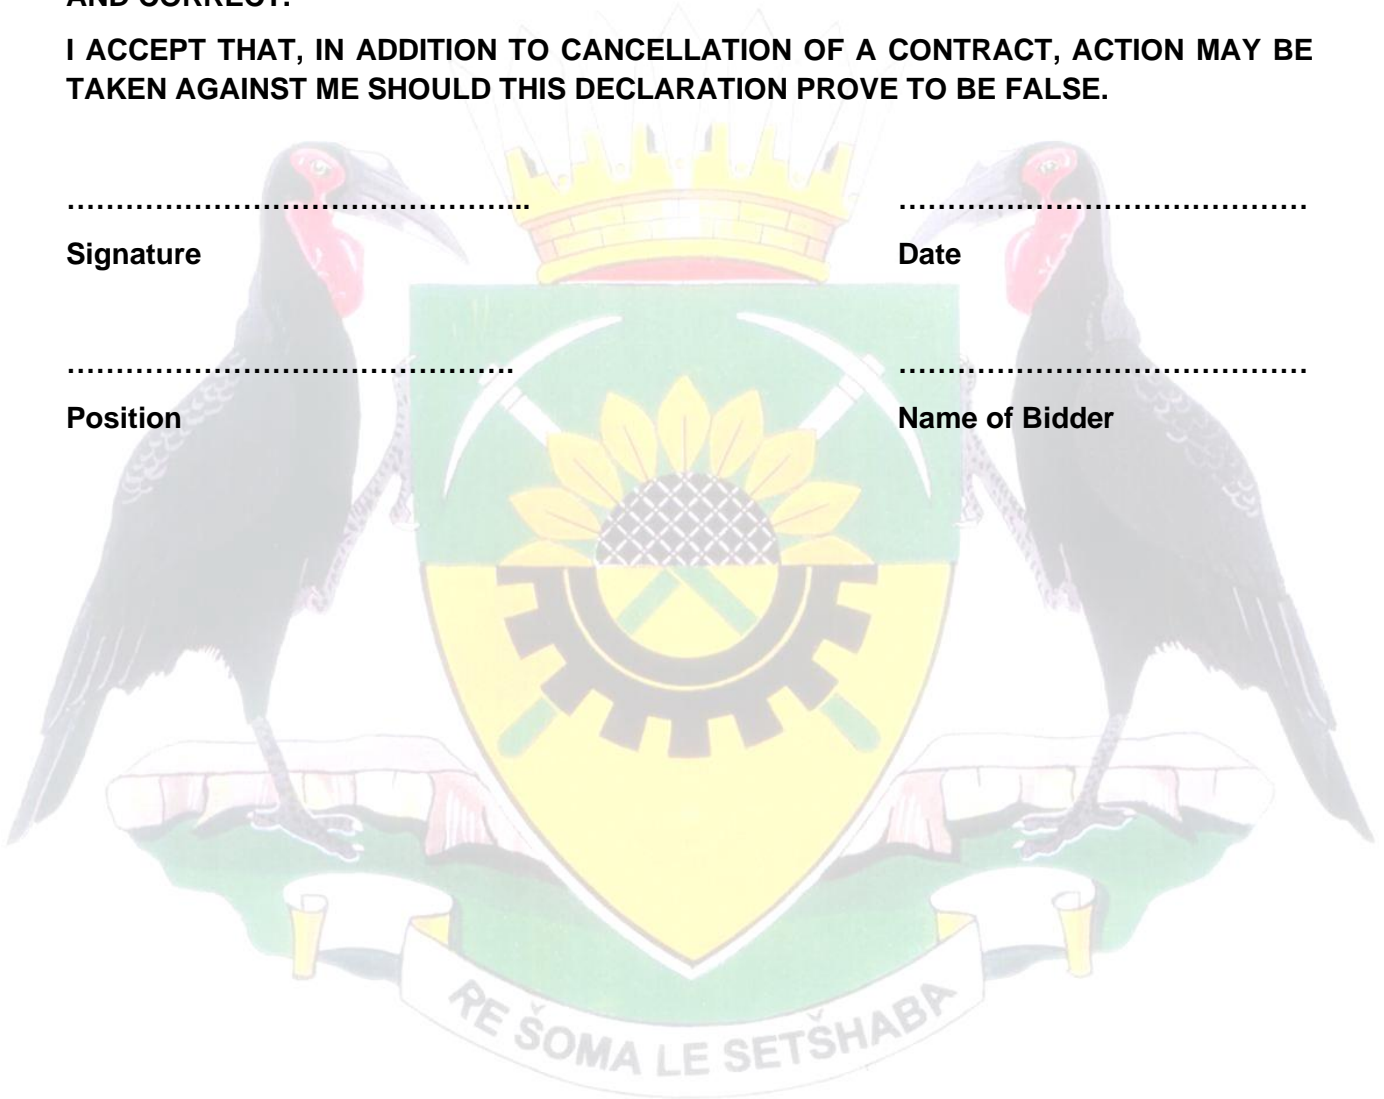 AND CORRECT.
I ACCEPT THAT, IN ADDITION TO CANCELLATION OF A CONTRACT, ACTION MAY BE
TAKEN AGAINST ME SHOULD THIS DECLARATION PROVE TO BE FALSE.
………………………………………... ……………………………………
Signature Date
………………………………………. ……………………………………
Position Name of Bidder
RE ŠOMA LE SETŠHABA